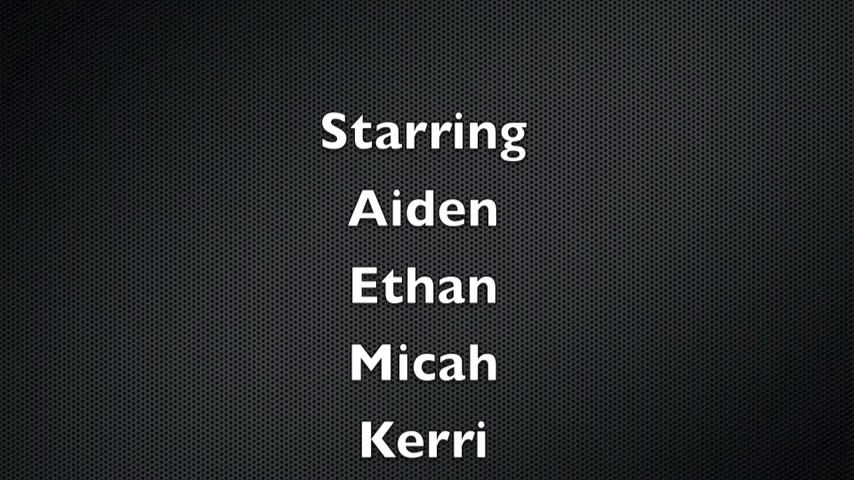 Starring
Aiden
Ethan
Micah
Kerri